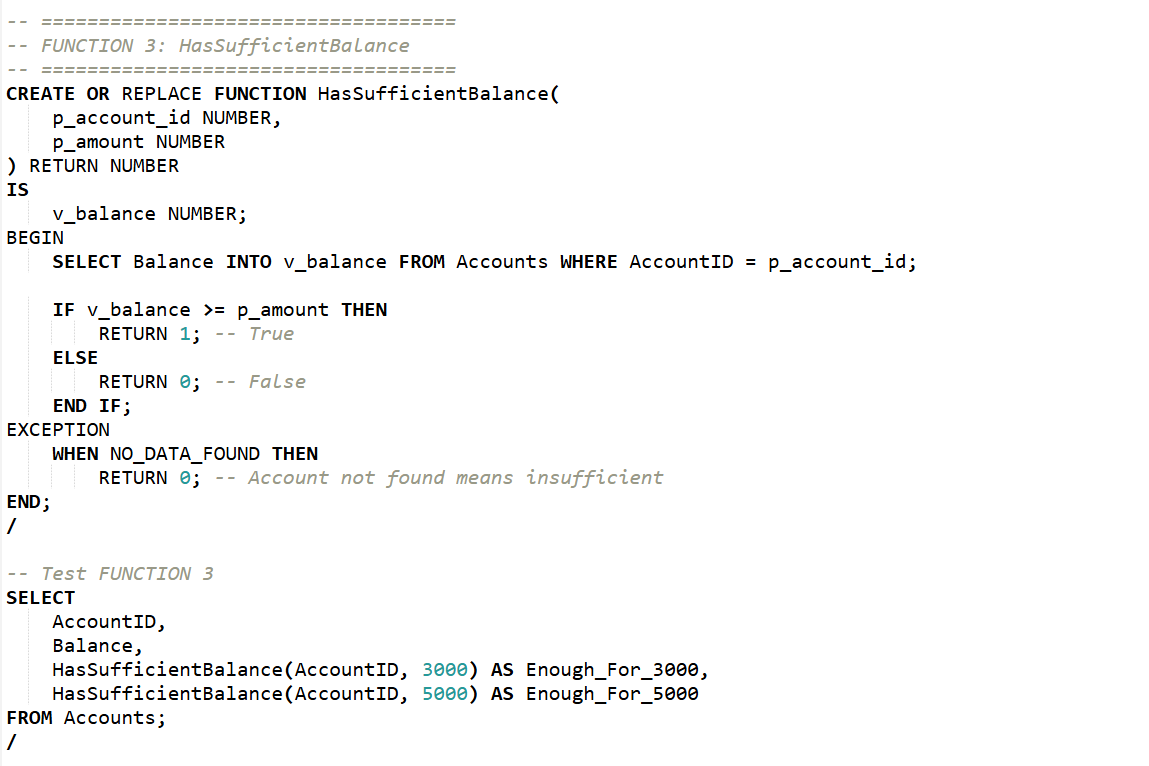 -- ====================================
-- FUNCTION 3: HasSufficientBalance
-- ====================================
CREATE OR REPLACE FUNCTION HasSufficientBalance(
    p_account_id NUMBER,
    p_amount NUMBER
) RETURN NUMBER
IS
    v_balance NUMBER;
BEGIN
    SELECT Balance INTO v_balance FROM Accounts WHERE AccountID = p_account_id;

    IF v_balance >= p_amount THEN
        RETURN 1; -- True
    ELSE
        RETURN 0; -- False
    END IF;
EXCEPTION
    WHEN NO_DATA_FOUND THEN
        RETURN 0; -- Account not found means insufficient
END;
/

-- Test FUNCTION 3
SELECT
    AccountID,
    Balance,
    HasSufficientBalance(AccountID, 3000) AS Enough_For_3000,
    HasSufficientBalance(AccountID, 5000) AS Enough_For_5000
FROM Accounts;
/